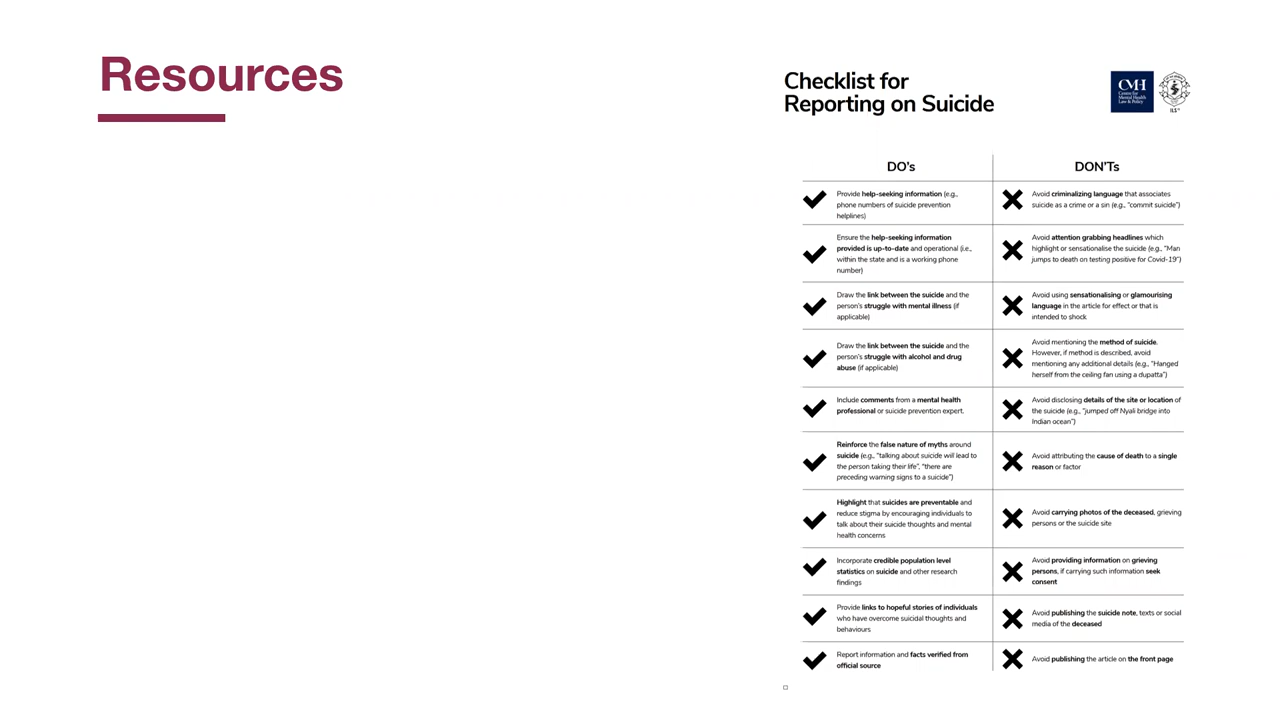 Resources
Checklist for
Reporting on Suicide
CMH
Centre for
Mental Health
Law & Policy
ILS
DO's
DON'Ts
Provide help-seeking information (e.g.,
phone numbers of suicide prevention
helplines)
Avoid criminalizing language that associates
suicide as a crime or a sin (e.g., "commit suicide")
Ensure the help-seeking information
provided is up-to-date and operational (i.e.,
within the state and is a working phone
number)
Avoid attention grabbing headlines which
highlight or sensationalise the suicide (e.g., "Man
jumps to death on testing positive for Covid-19")
Draw the link between the suicide and the
person's struggle with mental illness (if
applicable)
Avoid using sensationalising or glamourising
language in the article for effect or that is
intended to shock
Draw the link between the suicide and the
person's struggle with alcohol and drug
abuse (if applicable)
Avoid mentioning the method of suicide.
However, if method is described, avoid
mentioning any additional details (e.g., "Hanged
herself from the ceiling fan using a dupatta")
Include comments from a mental health
professional or suicide prevention expert.
Avoid disclosing details of the site or location of
the suicide (e.g., "jumped off Nyali bridge into
Indian ocean")
Reinforce the false nature of myths around
suicide (e.g., "talking about suicide will lead to
the person taking their life", "there are
preceding warning signs to a suicide")
Avoid attributing the cause of death to a single
reason or factor
Highlight that suicides are preventable and
reduce stigma by encouraging individuals to
talk about their suicide thoughts and mental
health concerns
Avoid carrying photos of the deceased, grieving
persons or the suicide site
Incorporate credible population level
statistics on suicide and other research
findings
Avoid providing information on grieving
persons, if carrying such information seek
consent
Provide links to hopeful stories of individuals
who have overcome suicidal thoughts and
behaviours
Avoid publishing the suicide note, texts or social
media of the deceased
Report information and facts verified from
official source
Avoid publishing the article on the front page